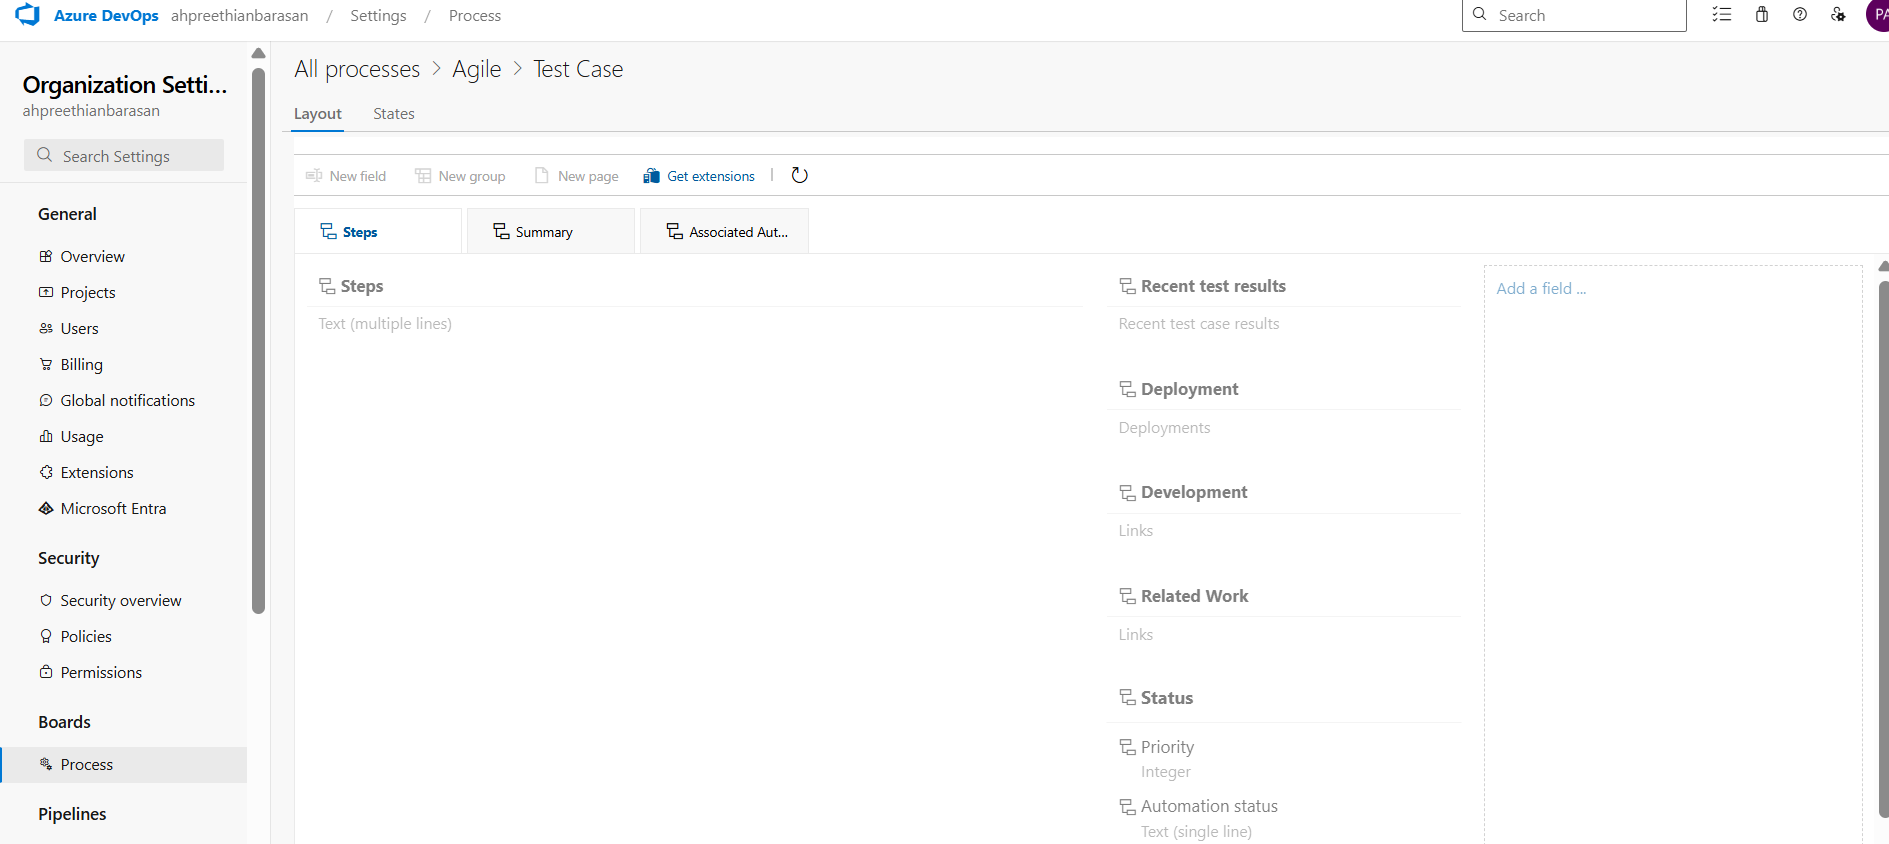 Azure DevOps ahpreethianbarasan / Settings / Process
Search
PA
Organization Setti...
ahpreethianbarasan
Search Settings
General
Overview
Projects
Users
Billing
Global notifications
Usage
Extensions
Microsoft Entra
Security
Security overview
Policies
Permissions
Boards
Process
Pipelines
All processes > Agile > Test Case
Layout States
New field New group New page Get extensions
Steps Summary Associated Aut...
Steps
Text (multiple lines)
Recent test results
Recent test case results
Deployment
Deployments
Development
Links
Related Work
Links
Status
Priority
Integer
Automation status
Text (single line)
Add a field ...